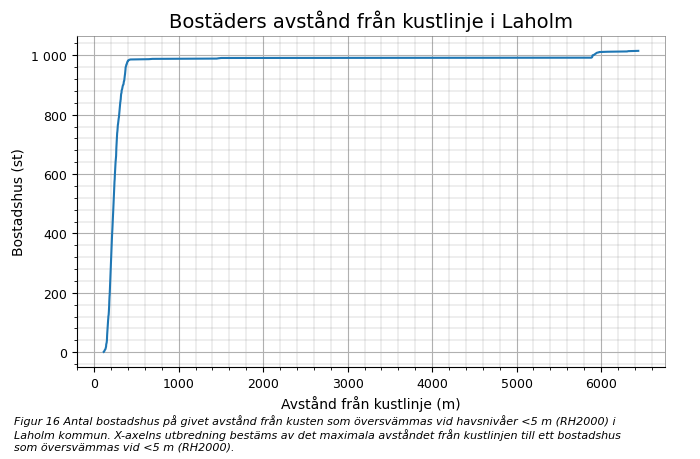 Bostäders avstånd från kustlinje i Laholm
1 000
800
600
400
200
0
Bostadshus (st)
0 1000 2000 3000 4000 5000 6000
Avstånd från kustlinje (m)
Figur 16 Antal bostadshus på givet avstånd från kusten som översvämmas vid havsnivåer <5 m (RH2000) i
Laholm kommun. X-axelns utbredning bestäms av det maximala avståndet från kustlinjen till ett bostadshus
som översvämmas vid <5 m (RH2000).